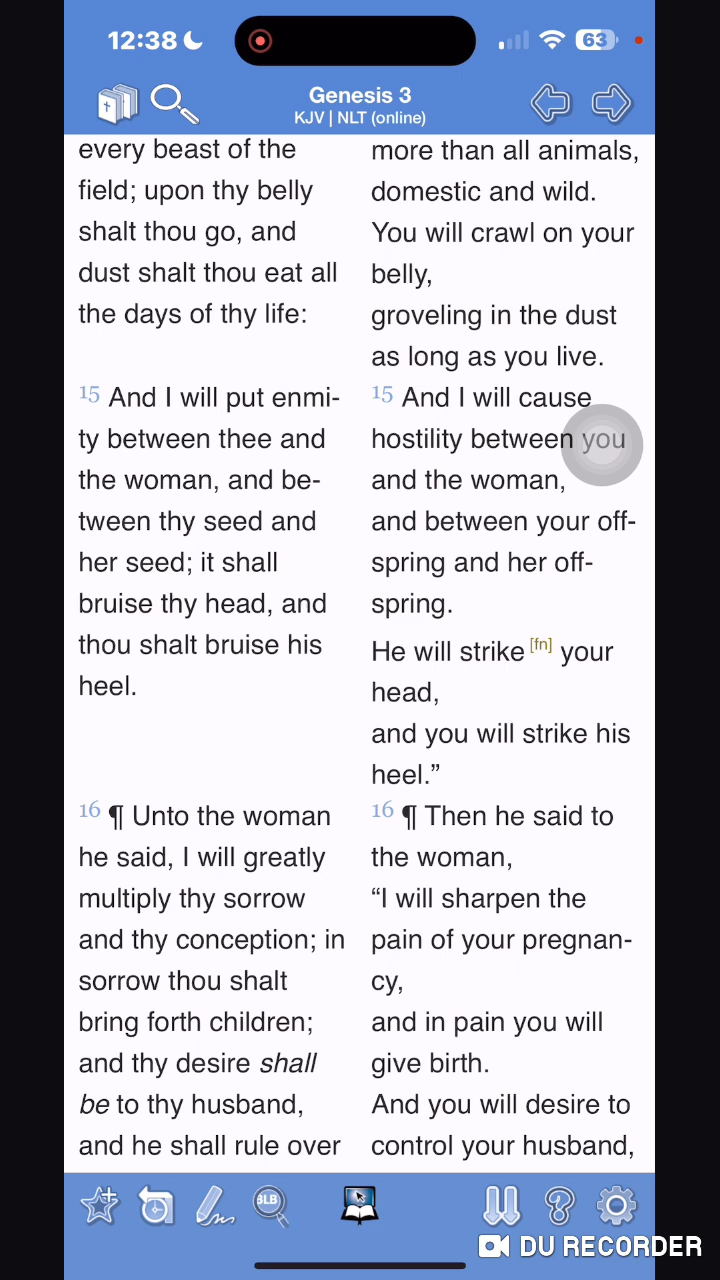 12:38
63
Genesis 3
KJV | NLT (online)
every beast of the
field; upon thy belly
shalt thou go, and
dust shalt thou eat all
the days of thy life:
15 And I will put enmi-
ty between thee and
the woman, and be-
tween thy seed and
her seed; it shall
bruise thy head, and
thou shalt bruise his
heel.
16 ¶ Unto the woman
he said, I will greatly
multiply thy sorrow
and thy conception; in
sorrow thou shalt
bring forth children;
and thy desire shall
be to thy husband,
and he shall rule over
more than all animals,
domestic and wild.
You will crawl on your
belly,
groveling in the dust
as long as you live.
15 And I will cause
hostility between you
and the woman,
and between your off-
spring and her off-
spring.
He will strike [fn] your
head,
and you will strike his
heel.”
16 ¶ Then he said to
the woman,
“I will sharpen the
pain of your pregnan-
cy,
and in pain you will
give birth.
And you will desire to
control your husband,
BLB
DU RECORDER